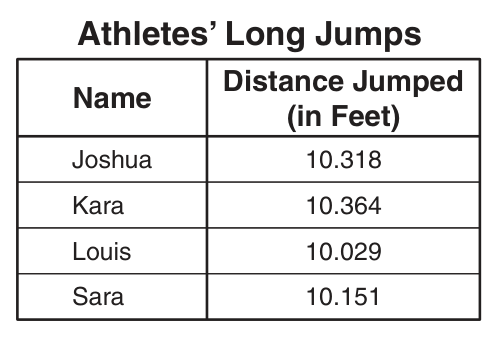 Athletes’ Long Jumps
Name
Distance Jumped
(in Feet)
Joshua 10.318
Kara 10.364
Louis 10.029
Sara 10.151